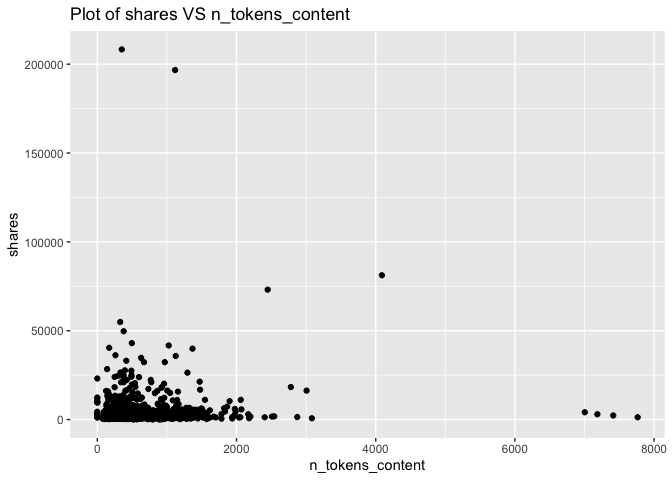 Plot of shares VS n_tokens_content
200000
150000
100000
50000
0
shares
0 2000 4000 6000 8000
n_tokens_content